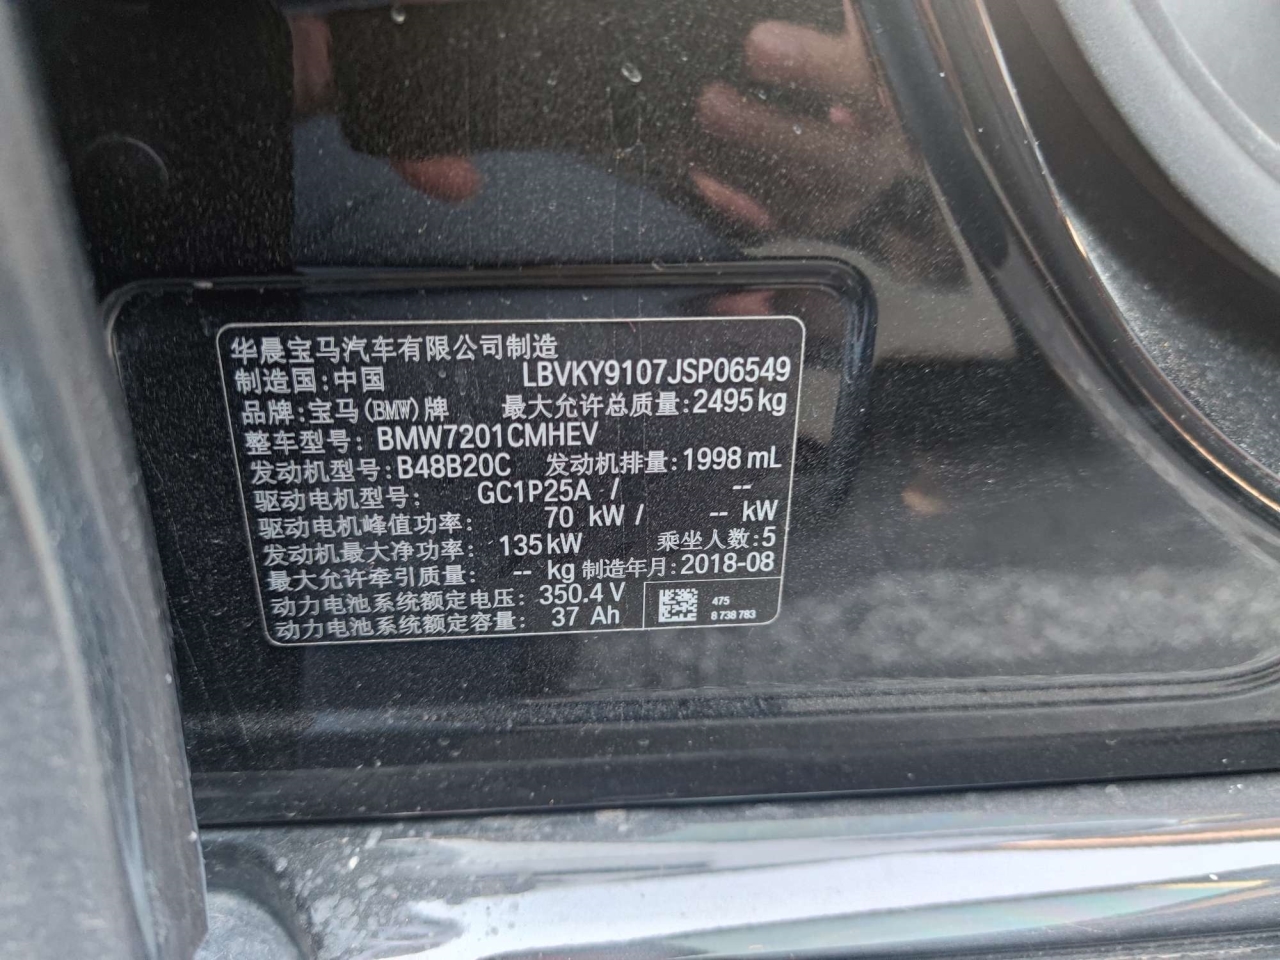 华晨宝马汽车有限公司制造
制造国:中国 LBVKY9107JSP06549
品牌:宝马(BMW)牌 最大允许总质量:2495kg
整车型号: BMW7201CMHEV
发动机型号:B48B20C 发动机排量:1998 mL
驱动电机型号: GC1P25A / --
驱动电机峰值功率: 70 kW / -- kW
发动机最大净功率: 135kW 乘坐人数:5
最大允许牵引质量: -- kg 制造年月:2018-08
动力电池系统额定电压: 350.4 V
动力电池系统额定容量: 37 Ah
475
8 738 783